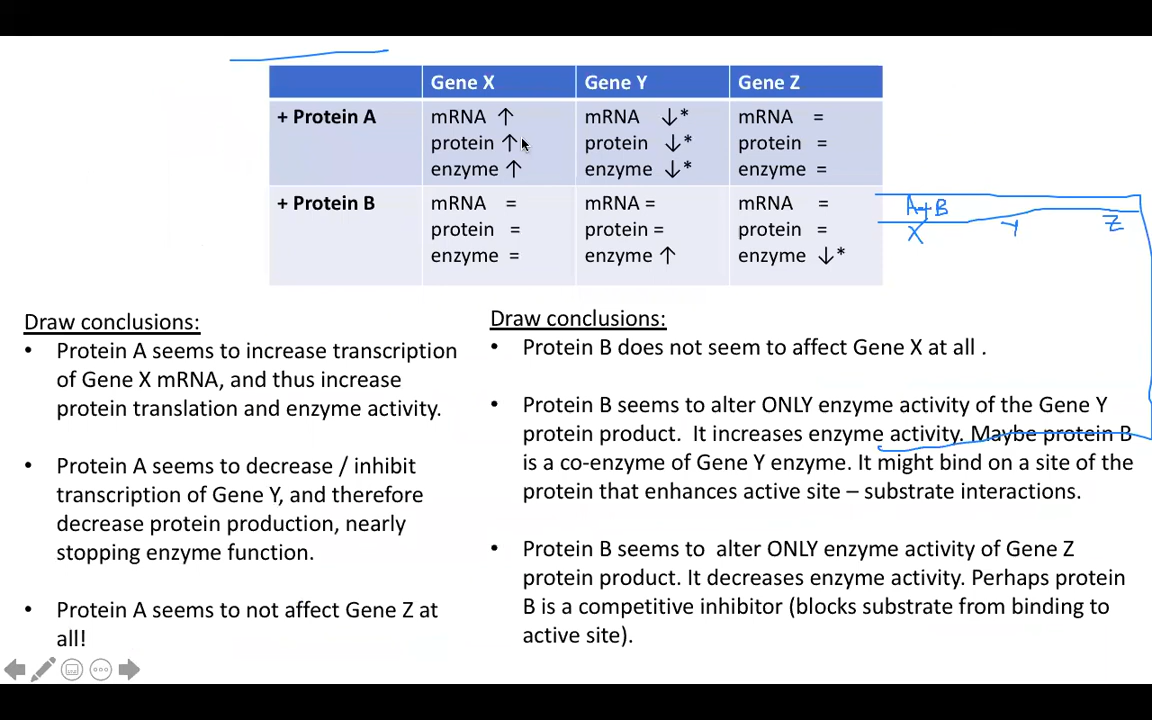 Gene X Gene Y Gene Z
+ Protein A mRNA ↑ mRNA ↓* mRNA =
protein ↑ protein ↓* protein =
enzyme ↑ enzyme ↓* enzyme =
+ Protein B mRNA = mRNA = mRNA =
protein = protein = protein =
enzyme = enzyme ↑ enzyme ↓*
A+B
X Y Z
Draw conclusions:
• Protein A seems to increase transcription
of Gene X mRNA, and thus increase
protein translation and enzyme activity.
• Protein A seems to decrease / inhibit
transcription of Gene Y, and therefore
decrease protein production, nearly
stopping enzyme function.
• Protein A seems to not affect Gene Z at
all!
Draw conclusions:
• Protein B does not seem to affect Gene X at all .
• Protein B seems to alter ONLY enzyme activity of the Gene Y
protein product. It increases enzyme activity. Maybe protein B
is a co-enzyme of Gene Y enzyme. It might bind on a site of the
protein that enhances active site – substrate interactions.
• Protein B seems to alter ONLY enzyme activity of Gene Z
protein product. It decreases enzyme activity. Perhaps protein
B is a competitive inhibitor (blocks substrate from binding to
active site).